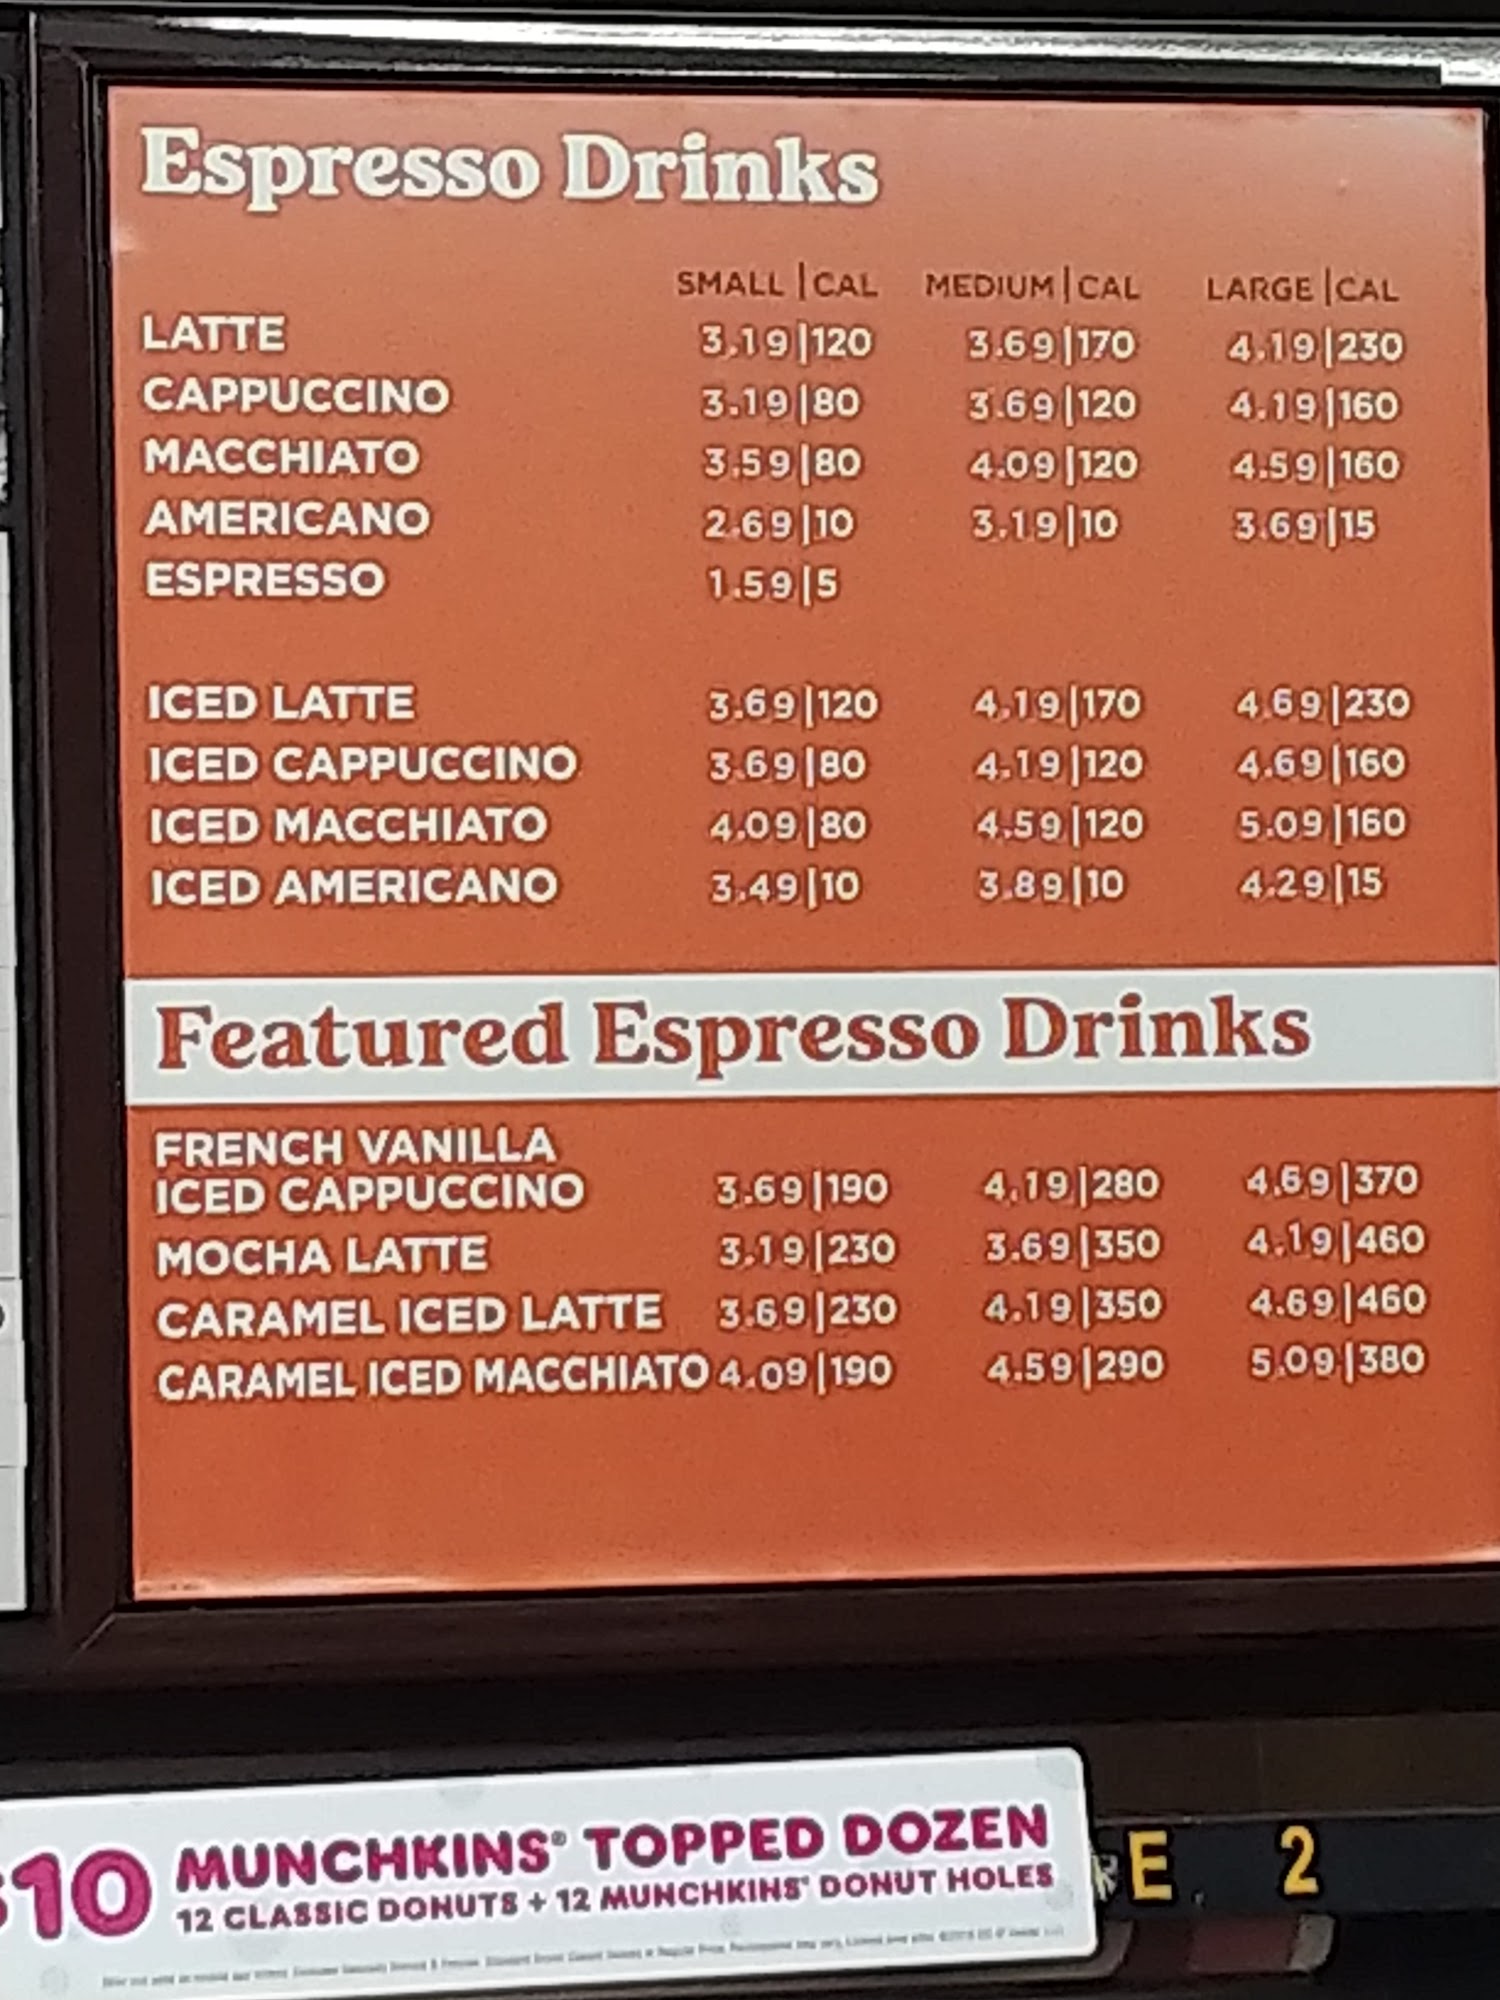 Espresso Drinks
SMALL|CAL MEDIUM|CAL LARGE|CAL
LATTE 3.19|120 3.69|170 4.19|230
CAPPUCCINO 3.19|80 3.69|120 4.19|160
MACCHIATO 3.59|80 4.09|120 4.59|160
AMERICANO 2.69|10 3.19|10 3.69|15
ESPRESSO 1.59|5
ICED LATTE 3.69|120 4.19|170 4.69|230
ICED CAPPUCCINO 3.69|80 4.19|120 4.69|160
ICED MACCHIATO 4.09|80 4.59|120 5.09|160
ICED AMERICANO 3.49|10 3.89|10 4.29|15
Featured Espresso Drinks
FRENCH VANILLA
ICED CAPPUCCINO 3.69|190 4.19|280 4.69|370
MOCHA LATTE 3.19|230 3.69|350 4.19|460
CARAMEL ICED LATTE 3.69|230 4.19|350 4.69|460
CARAMEL ICED MACCHIATO 4.09|190 4.59|290 5.09|380
$10 MUNCHKINS® TOPPED DOZEN
12 CLASSIC DONUTS + 12 MUNCHKINS® DONUT HOLES
RE 2